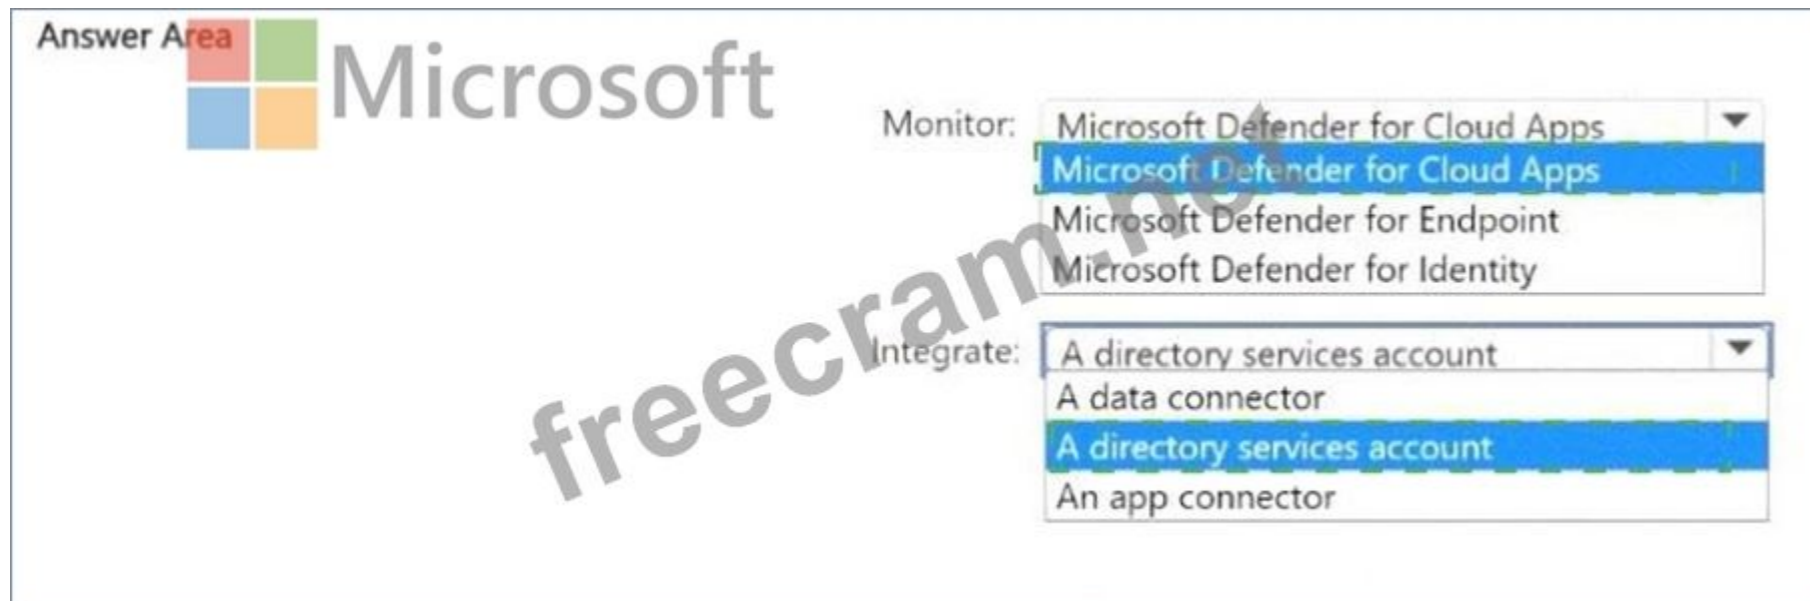 Answer Area
Microsoft
Monitor: Microsoft Defender for Cloud Apps
Microsoft Defender for Cloud Apps
Microsoft Defender for Endpoint
Microsoft Defender for Identity
Integrate: A directory services account
A data connector
A directory services account
An app connector
freecram.net